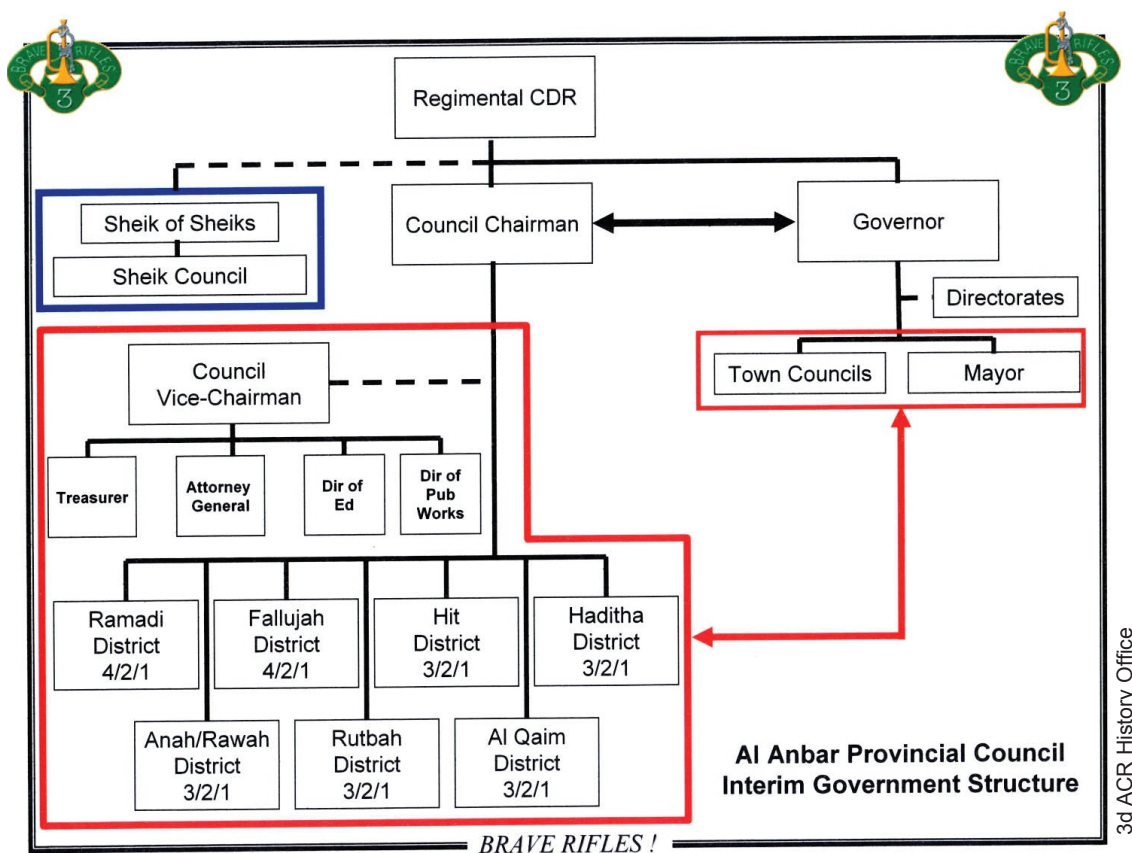 BRAVE RIFLES
3
BRAVE RIFLES
3
Regimental CDR
Sheik of Sheiks
Sheik Council
Council Chairman
Governor
Directorates
Town Councils
Mayor
Council
Vice-Chairman
Treasurer
Attorney
General
Dir of
Ed
Dir of
Pub
Works
Ramadi
District
4/2/1
Fallujah
District
4/2/1
Hit
District
3/2/1
Haditha
District
3/2/1
Anah/Rawah
District
3/2/1
Rutbah
District
3/2/1
Al Qaim
District
3/2/1
Al Anbar Provincial Council
Interim Government Structure
BRAVE RIFLES !
3d ACR History Office